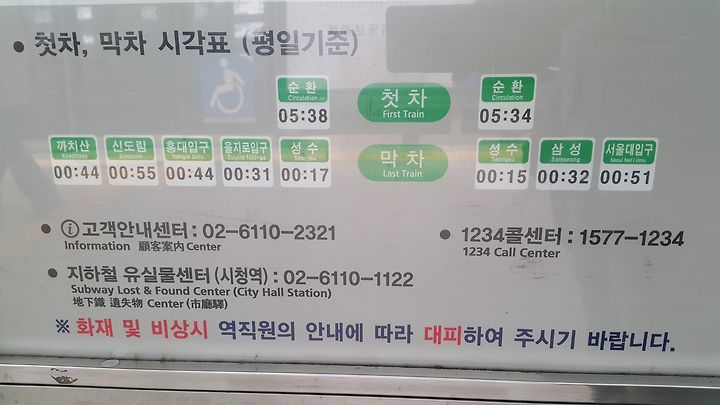 • 첫차, 막차 시각표 (평일기준)
순환 순환
Circulation 첫차 Circulation
05:38 First Train 05:34
까치산 신도림 홍대입구 을지로입구 성수 막차 성수 삼성 서울대입구
Kkachisan Sindorim Hongik Univ. Euljiro 1(il)-ga Seongsu Last Train Seongsu Samseong Seoul Nat'l Univ.
00:44 00:55 00:44 00:31 00:17 00:15 00:32 00:51
• ⓘ고객안내센터 : 02-6110-2321 • 1234콜센터 : 1577-1234
Information 顧客案內 Center 1234 Call Center
• 지하철 유실물센터 (시청역) : 02-6110-1122
Subway Lost & Found Center (City Hall Station)
地下鐵 遺失物 Center (市廳驛)
※ 화재 및 비상시 역직원의 안내에 따라 대피하여 주시기 바랍니다.